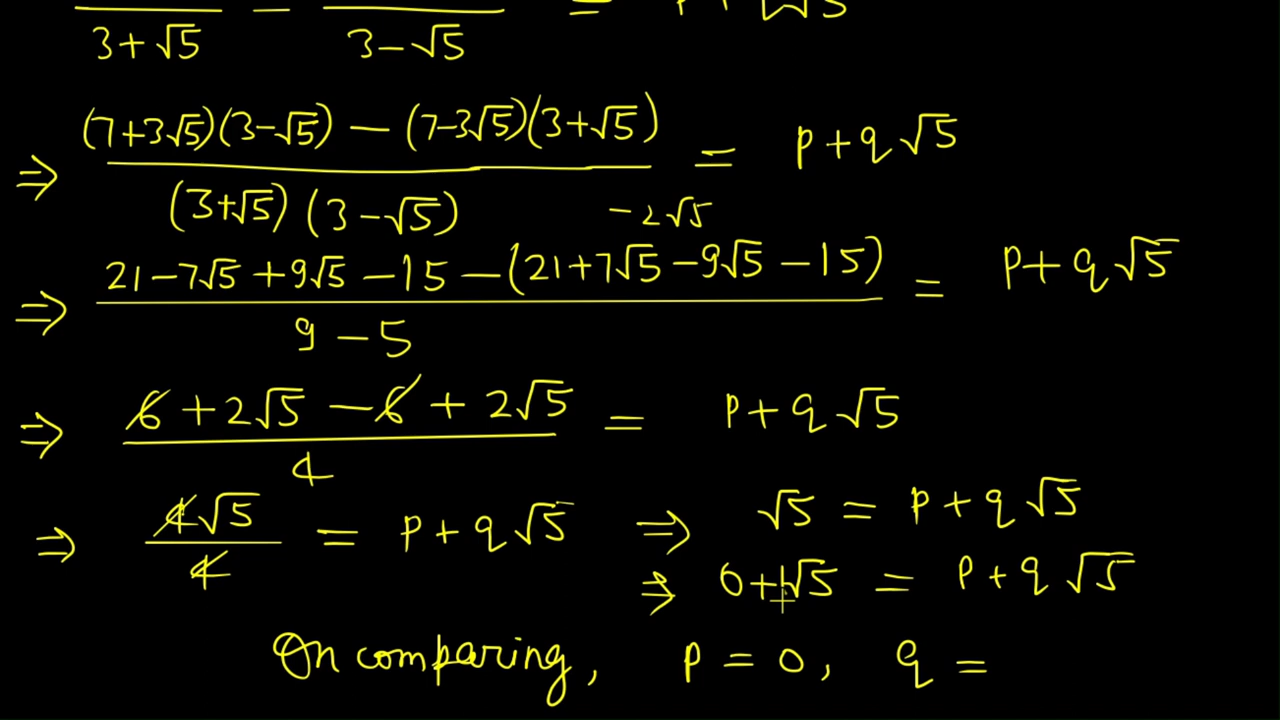 3+√5 − 3−√5 =
⇒ (7+3√5)(3−√5) − (7−3√5)(3+√5) = p+q√5
(3+√5) (3−√5)
−2√5
⇒ 21−7√5+9√5−15−(21+7√5−9√5−15) = p+q√5
9−5
⇒ 6+2√5−6+2√5 = p+q√5
4
⇒ 4√5 = p+q√5 ⇒ √5 = p+q√5
4
⇒ 0+1√5 = p+q√5
On comparing, p = 0, q =